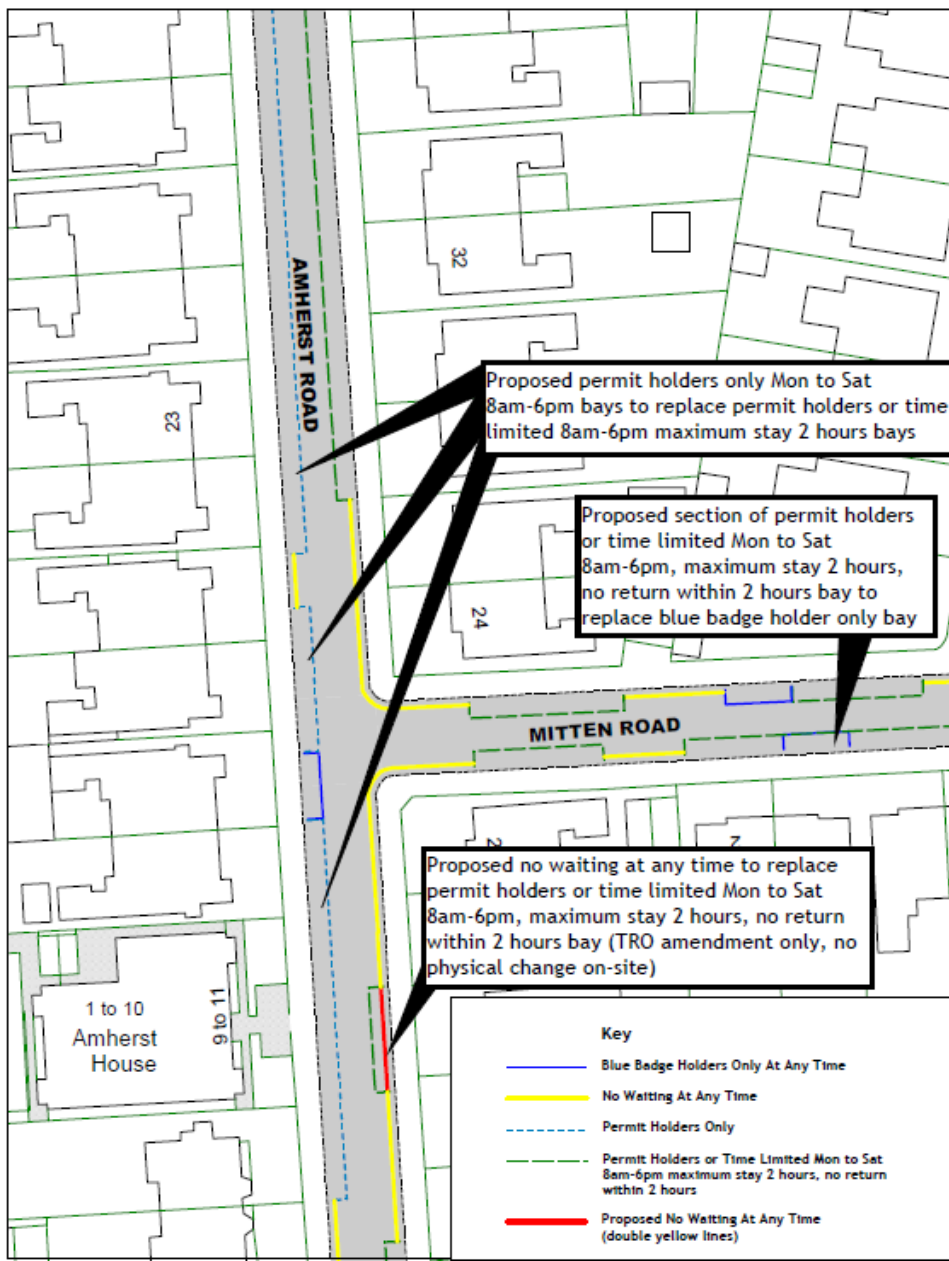 32
AMHERST ROAD
23
Proposed permit holders only Mon to Sat
8am-6pm bays to replace permit holders or time
limited 8am-6pm maximum stay 2 hours bays
Proposed section of permit holders
or time limited Mon to Sat
8am-6pm, maximum stay 2 hours,
no return within 2 hours bay to
replace blue badge holder only bay
24
MITTEN ROAD
Proposed no waiting at any time to replace
permit holders or time limited Mon to Sat
8am-6pm, maximum stay 2 hours, no return
within 2 hours bay (TRO amendment only, no
physical change on-site)
1 to 10
Amherst
House
9 to 11
Key
Blue Badge Holders Only At Any Time
No Waiting At Any Time
Permit Holders Only
Permit Holders or Time Limited Mon to Sat
8am-6pm maximum stay 2 hours, no return
within 2 hours
Proposed No Waiting At Any Time
(double yellow lines)